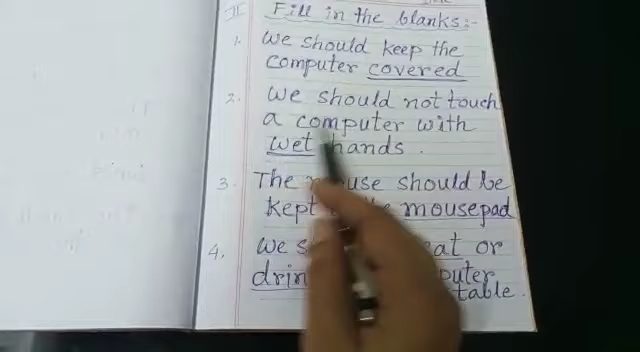 II Fill in the blanks:-
1. We should keep the
computer covered
2. We should not touch
a computer with
wet hands.
3. The should be
kept the mousepad
4. We or
table.